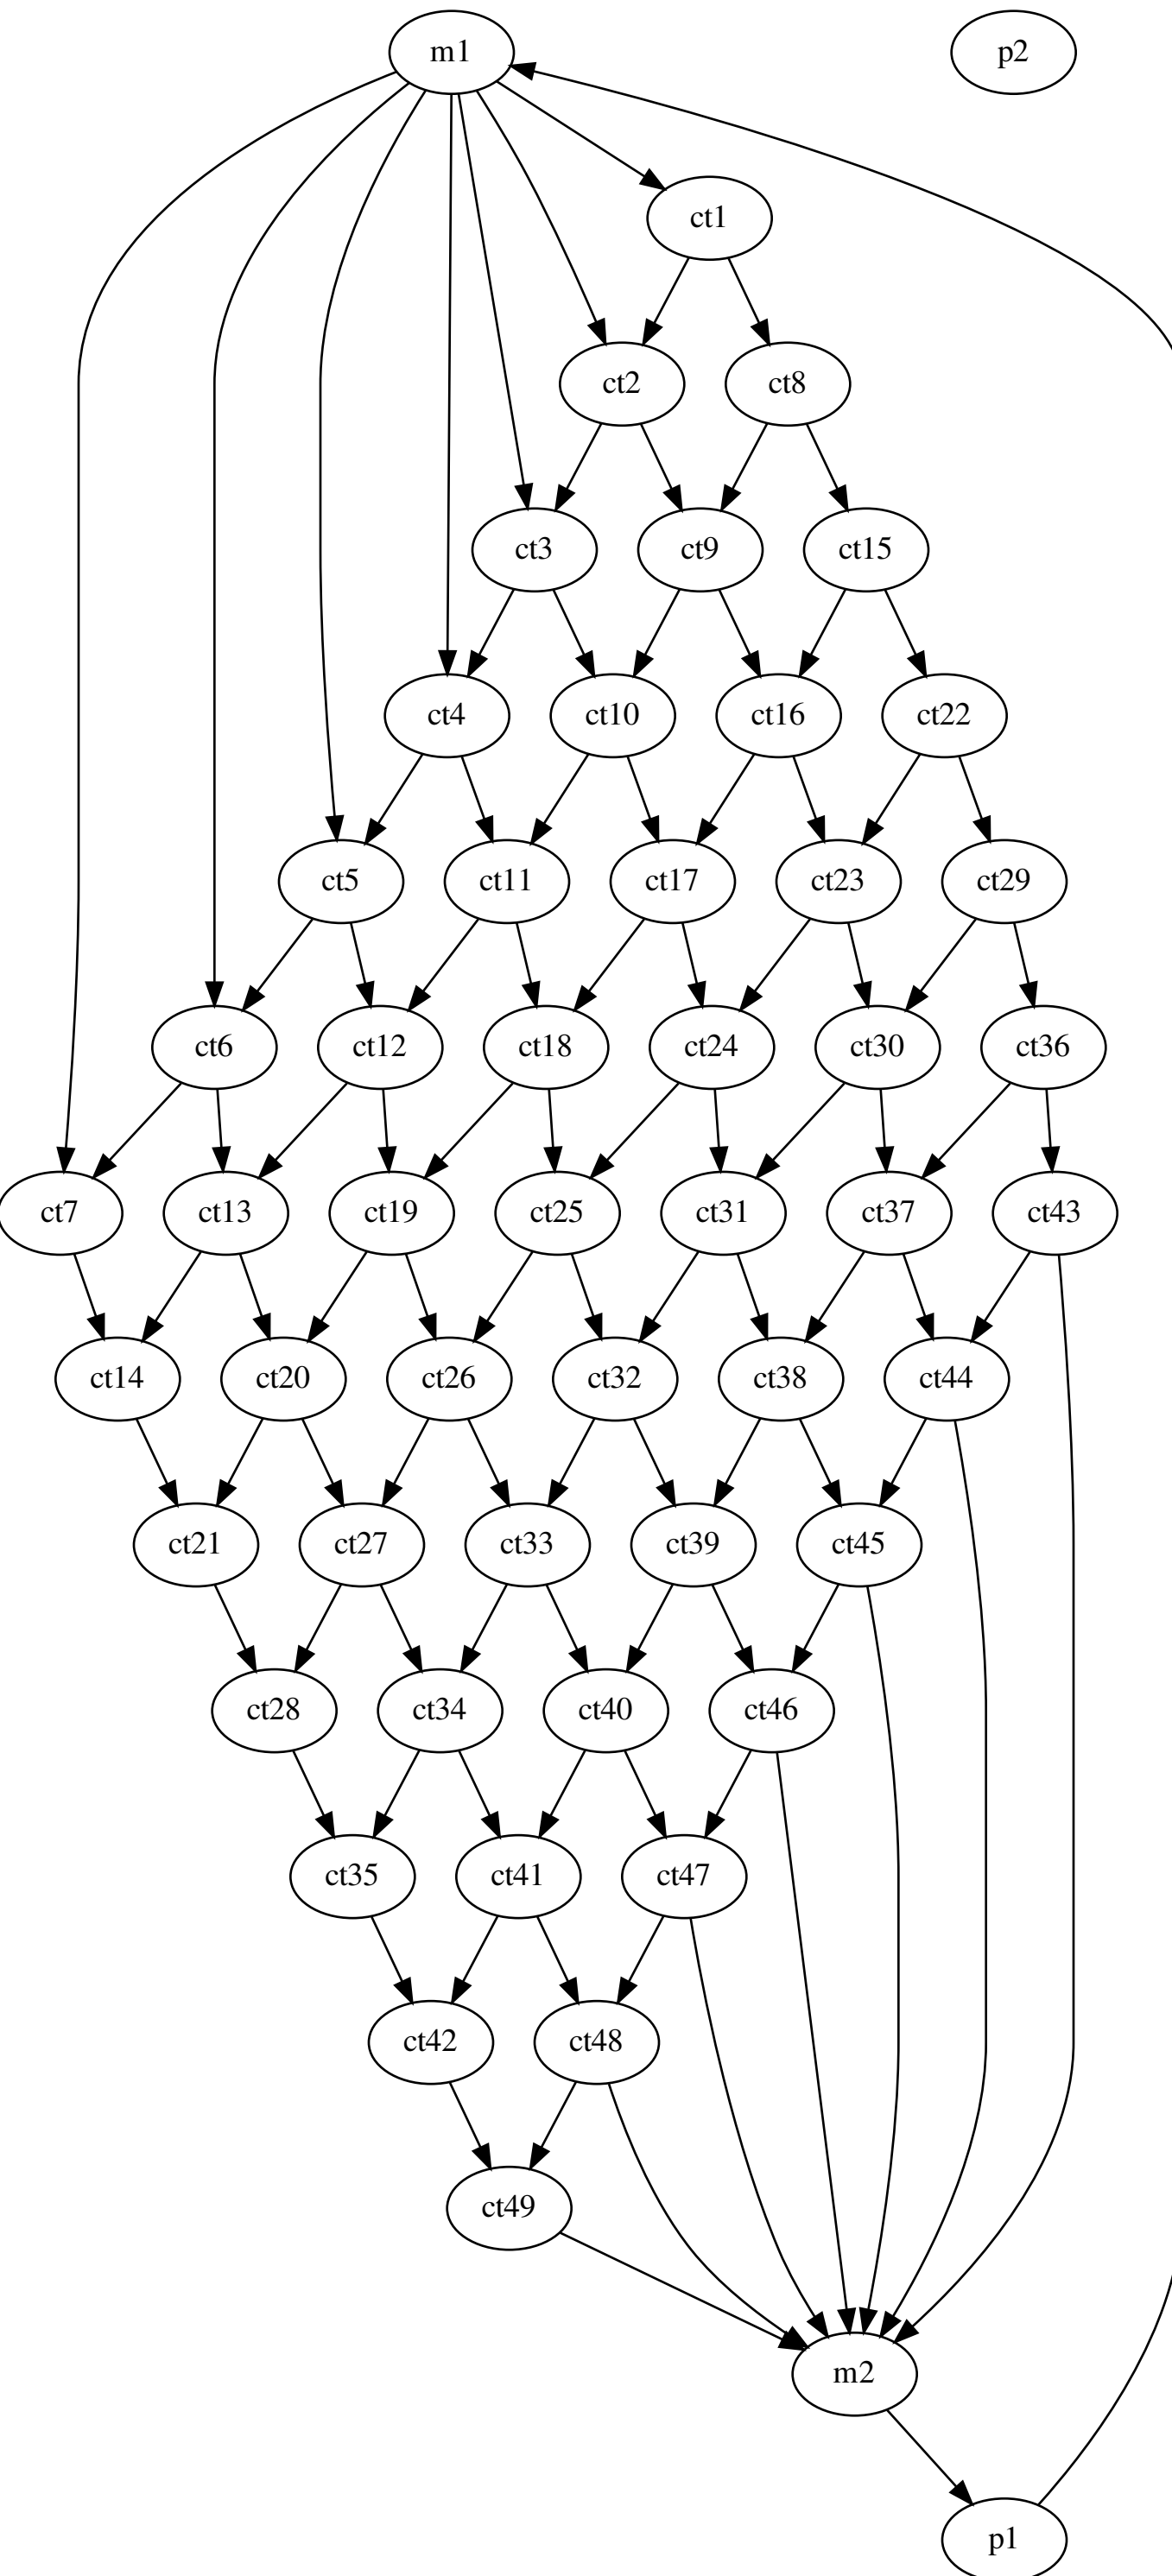 m1 p2
ct1
ct2 ct8
ct3 ct9 ct15
ct4 ct10 ct16 ct22
ct5 ct11 ct17 ct23 ct29
ct6 ct12 ct18 ct24 ct30 ct36
ct7 ct13 ct19 ct25 ct31 ct37 ct43
ct14 ct20 ct26 ct32 ct38 ct44
ct21 ct27 ct33 ct39 ct45
ct28 ct34 ct40 ct46
ct35 ct41 ct47
ct42 ct48
ct49
m2
p1